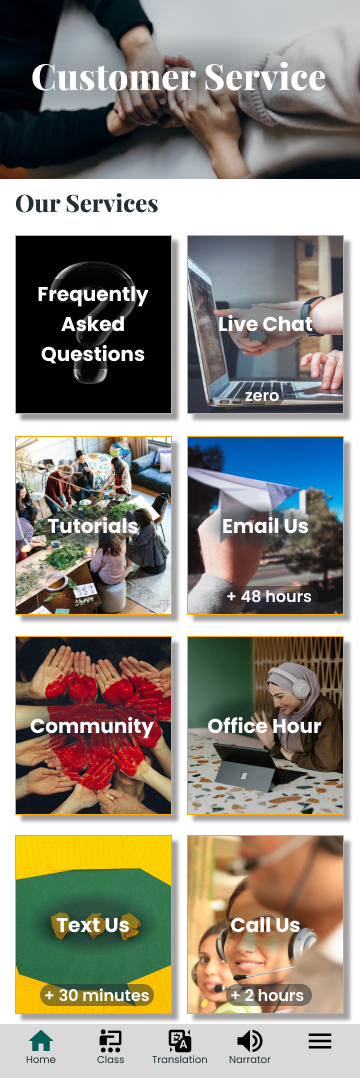 Customer Service
Our Services
Frequently
Asked
Questions
Live Chat
zero
Tutorials
Email Us
+ 48 hours
Community
Office Hour
Text Us
+ 30 minutes
Call Us
+ 2 hours
Home
Class
Translation
Narrator